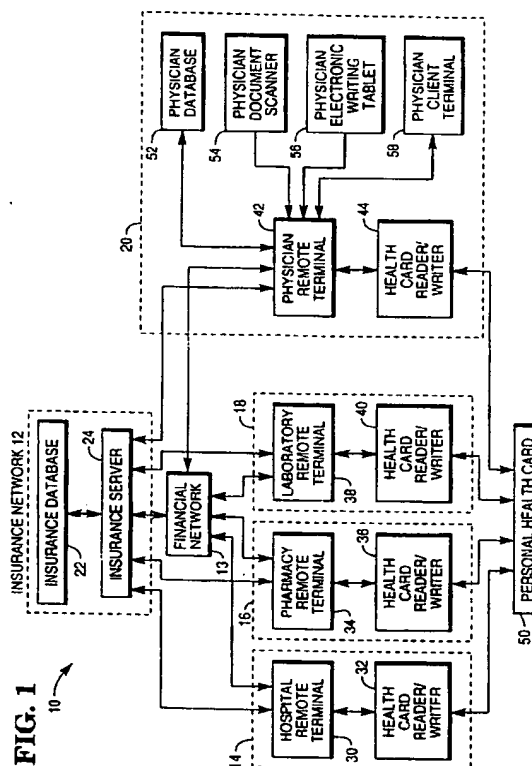 FIG. 1
10
INSURANCE NETWORK 12
INSURANCE DATABASE
22
24
INSURANCE SERVER
FINANCIAL
NETWORK
13
14
HOSPITAL
REMOTE
TERMINAL
30
32
HEALTH
CARD
READER/
WRITER
16
PHARMACY
REMOTE
TERMINAL
34
36
HEALTH
CARD
READER/
WRITER
18
LABORATORY
REMOTE
TERMINAL
38
40
HEALTH
CARD
READER/
WRITER
20
42
PHYSICIAN
REMOTE
TERMINAL
44
HEALTH
CARD
READER/
WRITER
PHYSICIAN
DATABASE
52
PHYSICIAN
DOCUMENT
SCANNER
54
PHYSICIAN
ELECTRONIC
WRITING
TABLET
56
PHYSICIAN
CLIENT
TERMINAL
58
PERSONAL HEALTH CARD
50